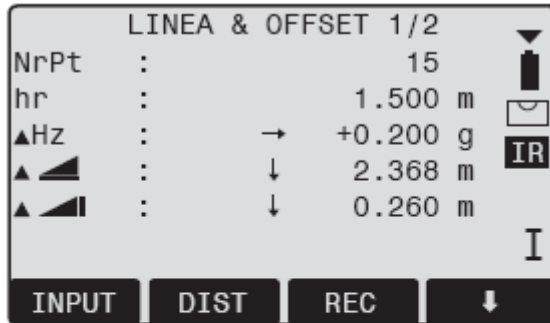 LINEA & OFFSET 1/2
NrPt : 15
hr : 1.500 m
▲Hz : → +0.200 g
▲ : ↓ 2.368 m
▲ : ↓ 0.260 m
IR
I
INPUT DIST REC ⬇